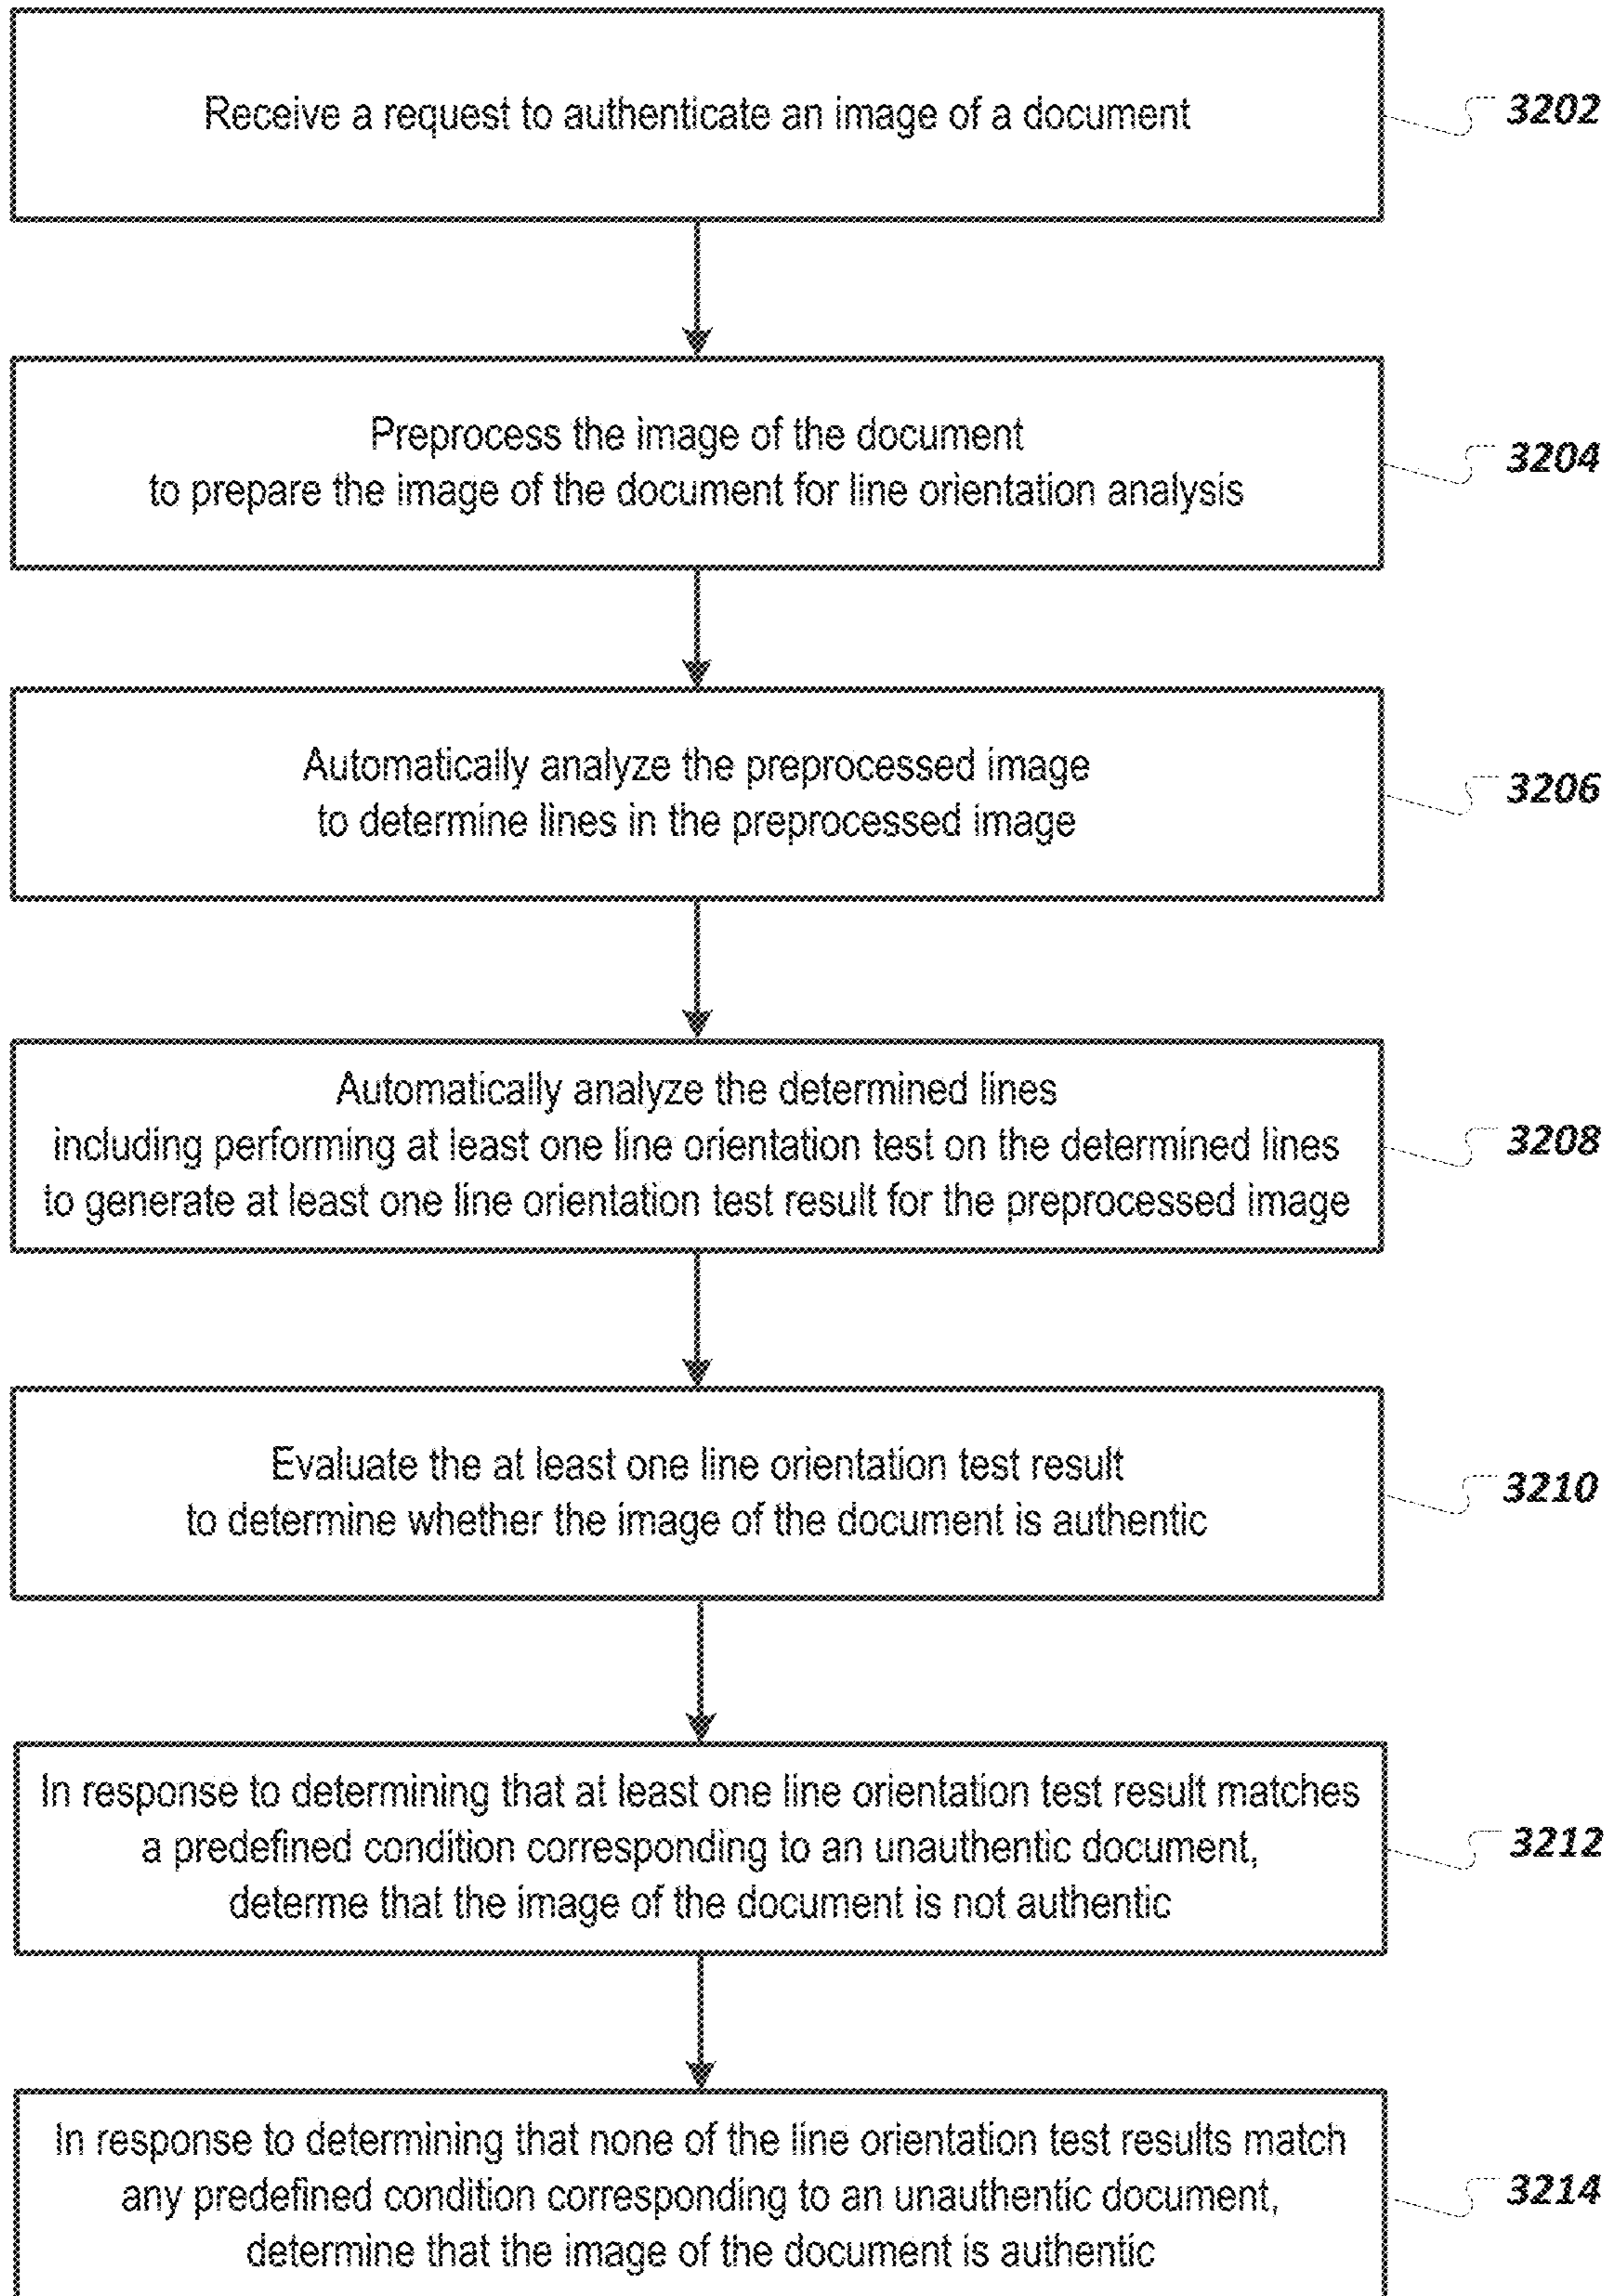 Receive a request to authenticate an image of a document
3202
Preprocess the image of the document
to prepare the image of the document for line orientation analysis
3204
Automatically analyze the preprocessed image
to determine lines in the preprocessed image
3206
Automatically analyze the determined lines
including performing at least one line orientation test on the determined lines
to generate at least one line orientation test result for the preprocessed image
3208
Evaluate the at least one line orientation test result
to determine whether the image of the document is authentic
3210
In response to determining that at least one line orientation test result matches
a predefined condition corresponding to an unauthentic document,
determe that the image of the document is not authentic
3212
In response to determining that none of the line orientation test results match
any predefined condition corresponding to an unauthentic document,
determine that the image of the document is authentic
3214